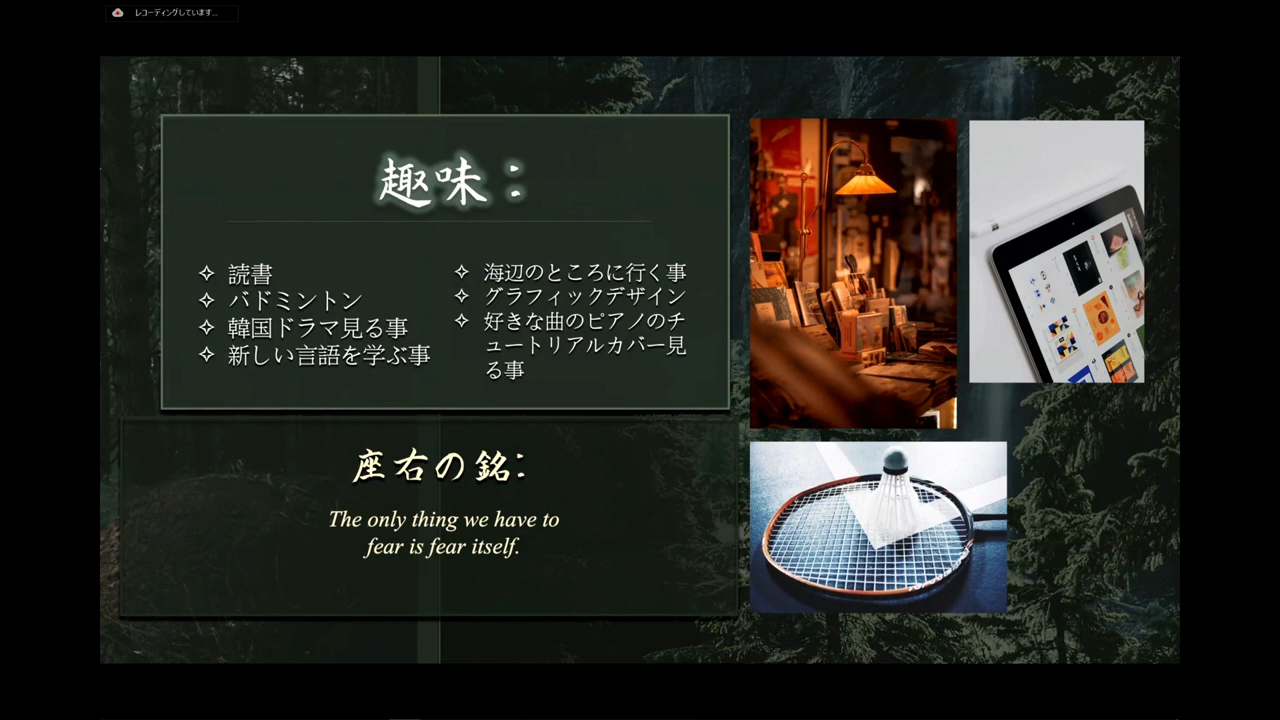 レコーディングしています...
趣味：
✧ 読書
✧ バドミントン
✧ 韓国ドラマ見る事
✧ 新しい言語を学ぶ事
✧ 海辺のところに行く事
✧ グラフィックデザイン
✧ 好きな曲のピアノのチ
ュートリアルカバー見
る事
座右の銘:
The only thing we have to
fear is fear itself.